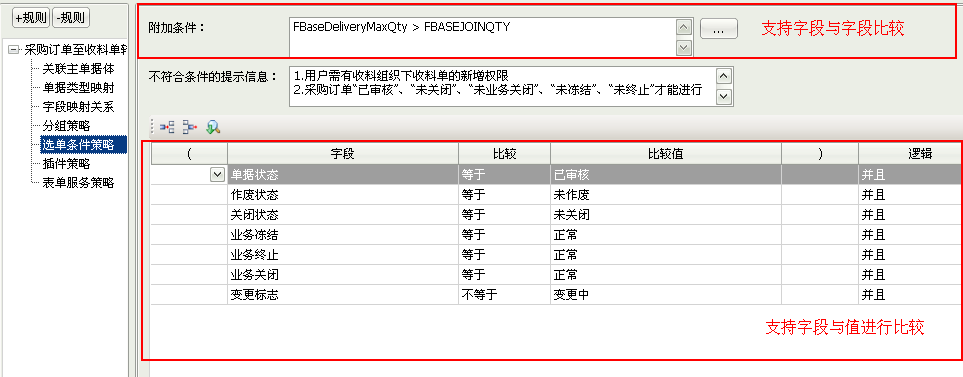 +规则 -规则
采购订单至收料单转
关联主单据体
单据类型映射
字段映射关系
分组策略
选单条件策略
插件策略
表单服务策略
附加条件： FBaseDeliveryMaxQty > FBASEJOINQTY ...
支持字段与字段比较
不符合条件的提示信息： 1.用户需有收料组织下收料单的新增权限
2.采购订单“已审核”、“未关闭”、“未业务关闭”、“未冻结”、“未终止”才能进行
( 字段 比较 比较值 ) 逻辑
单据状态 等于 已审核 并且
作废状态 等于 未作废 并且
关闭状态 等于 未关闭 并且
业务冻结 等于 正常 并且
业务终止 等于 正常 并且
业务关闭 等于 正常 并且
变更标志 不等于 变更中 并且
支持字段与值进行比较